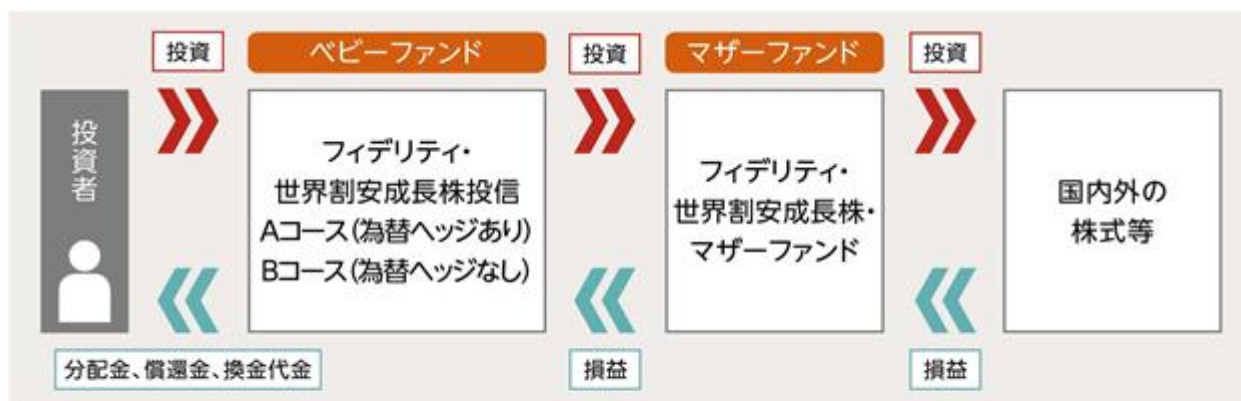 投資
ベビーファンド
投資
マザーファンド
投資
投資者
フィデリティ・
世界割安成長株投信
Aコース(為替ヘッジあり)
Bコース(為替ヘッジなし)
フィデリティ・
世界割安成長株・
マザーファンド
国内外の
株式等
分配金、償還金、換金代金
損益
損益